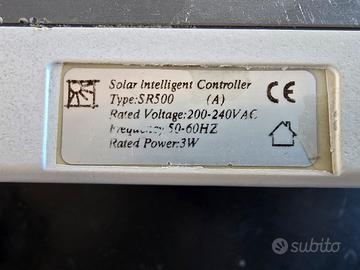 Solar Intelligent Controller
Type:SR500 (A)
Rated Voltage:200-240VAC
Frequency 50-60HZ
Rated Power:3W
CE
subito